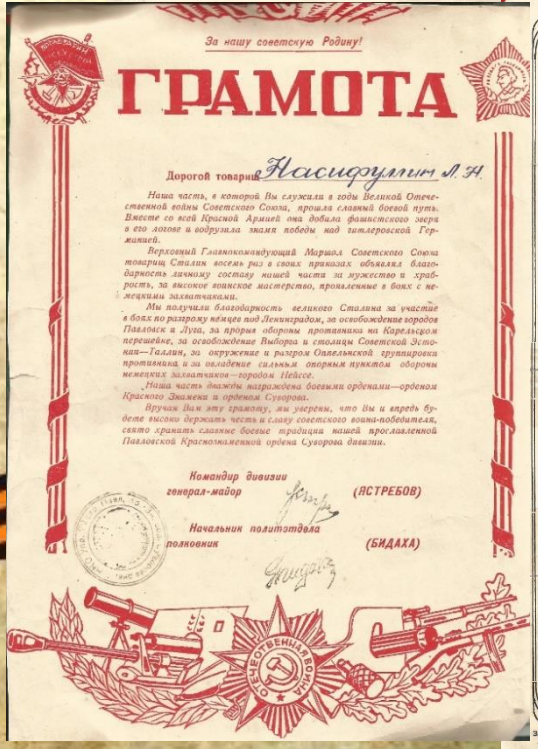 За нашу советскую Родину!
ГРАМОТА
Дорогой товарищ Насифулин Л. Н.
Наша часть, в которой Вы служили в годы Великой Отече-
ственной войны Советского Союза, прошла славный боевой путь.
Вместе со всей Красной Армией она добила фашистского зверя
в его логове и водрузила знамя победы над гитлеровской Гер-
манией.
Верховный Главнокомандующий Маршал Советского Союза
товарищ Сталин восемь раз в своих приказах объявлял благо-
дарность личному составу нашей части за мужество и храб-
рость, за высокое воинское мастерство, проявленные в боях с не-
мецкими захватчиками.
Мы получили благодарность великого Сталина за участие
в боях по разгрому немцев под Ленинградом, за освобождение городов
Павловск и Луга, за прорыв обороны противника на Карельском
перешейке, за освобождение Выборга и столицы Советской Эсто-
нии—Таллин, за окружение и разгром Оппельнской группировки
противника и за овладение сильным опорным пунктом обороны
немецких захватчиков—городом Нейссе.
Наша часть дважды награждена боевыми орденами—орденом
Красного Знамени и орденом Суворова.
Вручая Вам эту грамоту, мы уверены, что Вы и впредь бу-
дете высоко держать честь и славу советского воина-победителя,
свято хранить славные боевые традиции нашей прославленной
Павловской Краснознаменной ордена Суворова дивизии.
Командир дивизии
генерал-майор (ЯСТРЕБОВ)
Начальник политотдела
полковник (БИДАХА)
ОТЕЧЕСТВЕННАЯ ВОЙНА